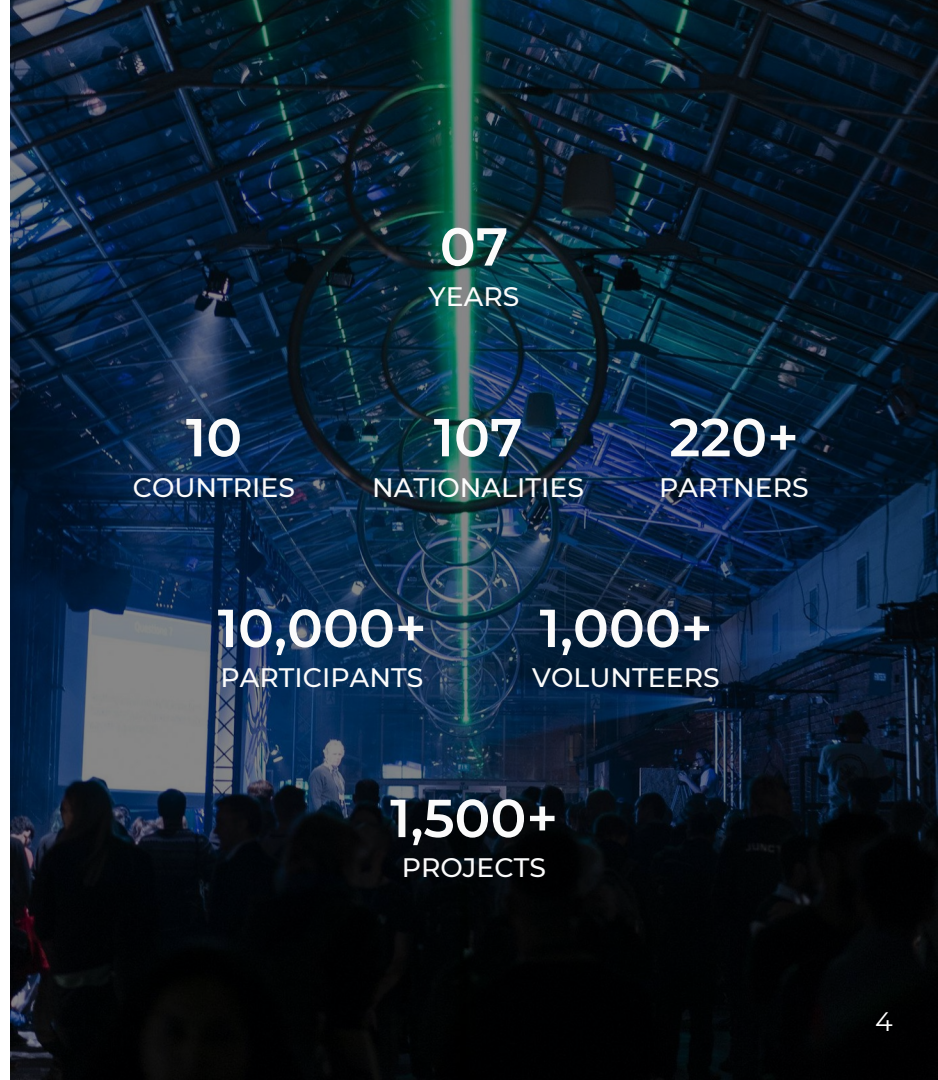 07
YEARS
10
COUNTRIES
107
NATIONALITIES
220+
PARTNERS
10,000+
PARTICIPANTS
1,000+
VOLUNTEERS
1,500+
PROJECTS
4